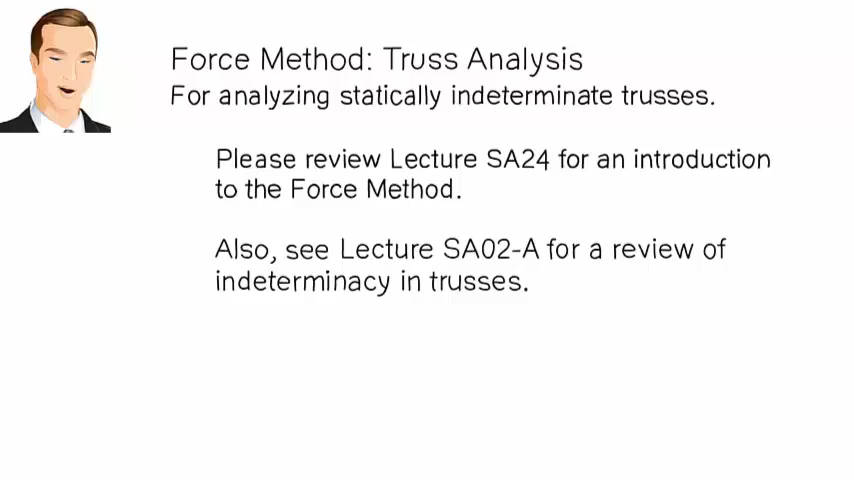 Force Method: Truss Analysis
For analyzing statically indeterminate trusses.
Please review Lecture SA24 for an introduction
to the Force Method.
Also, see Lecture SA02-A for a review of
indeterminacy in trusses.